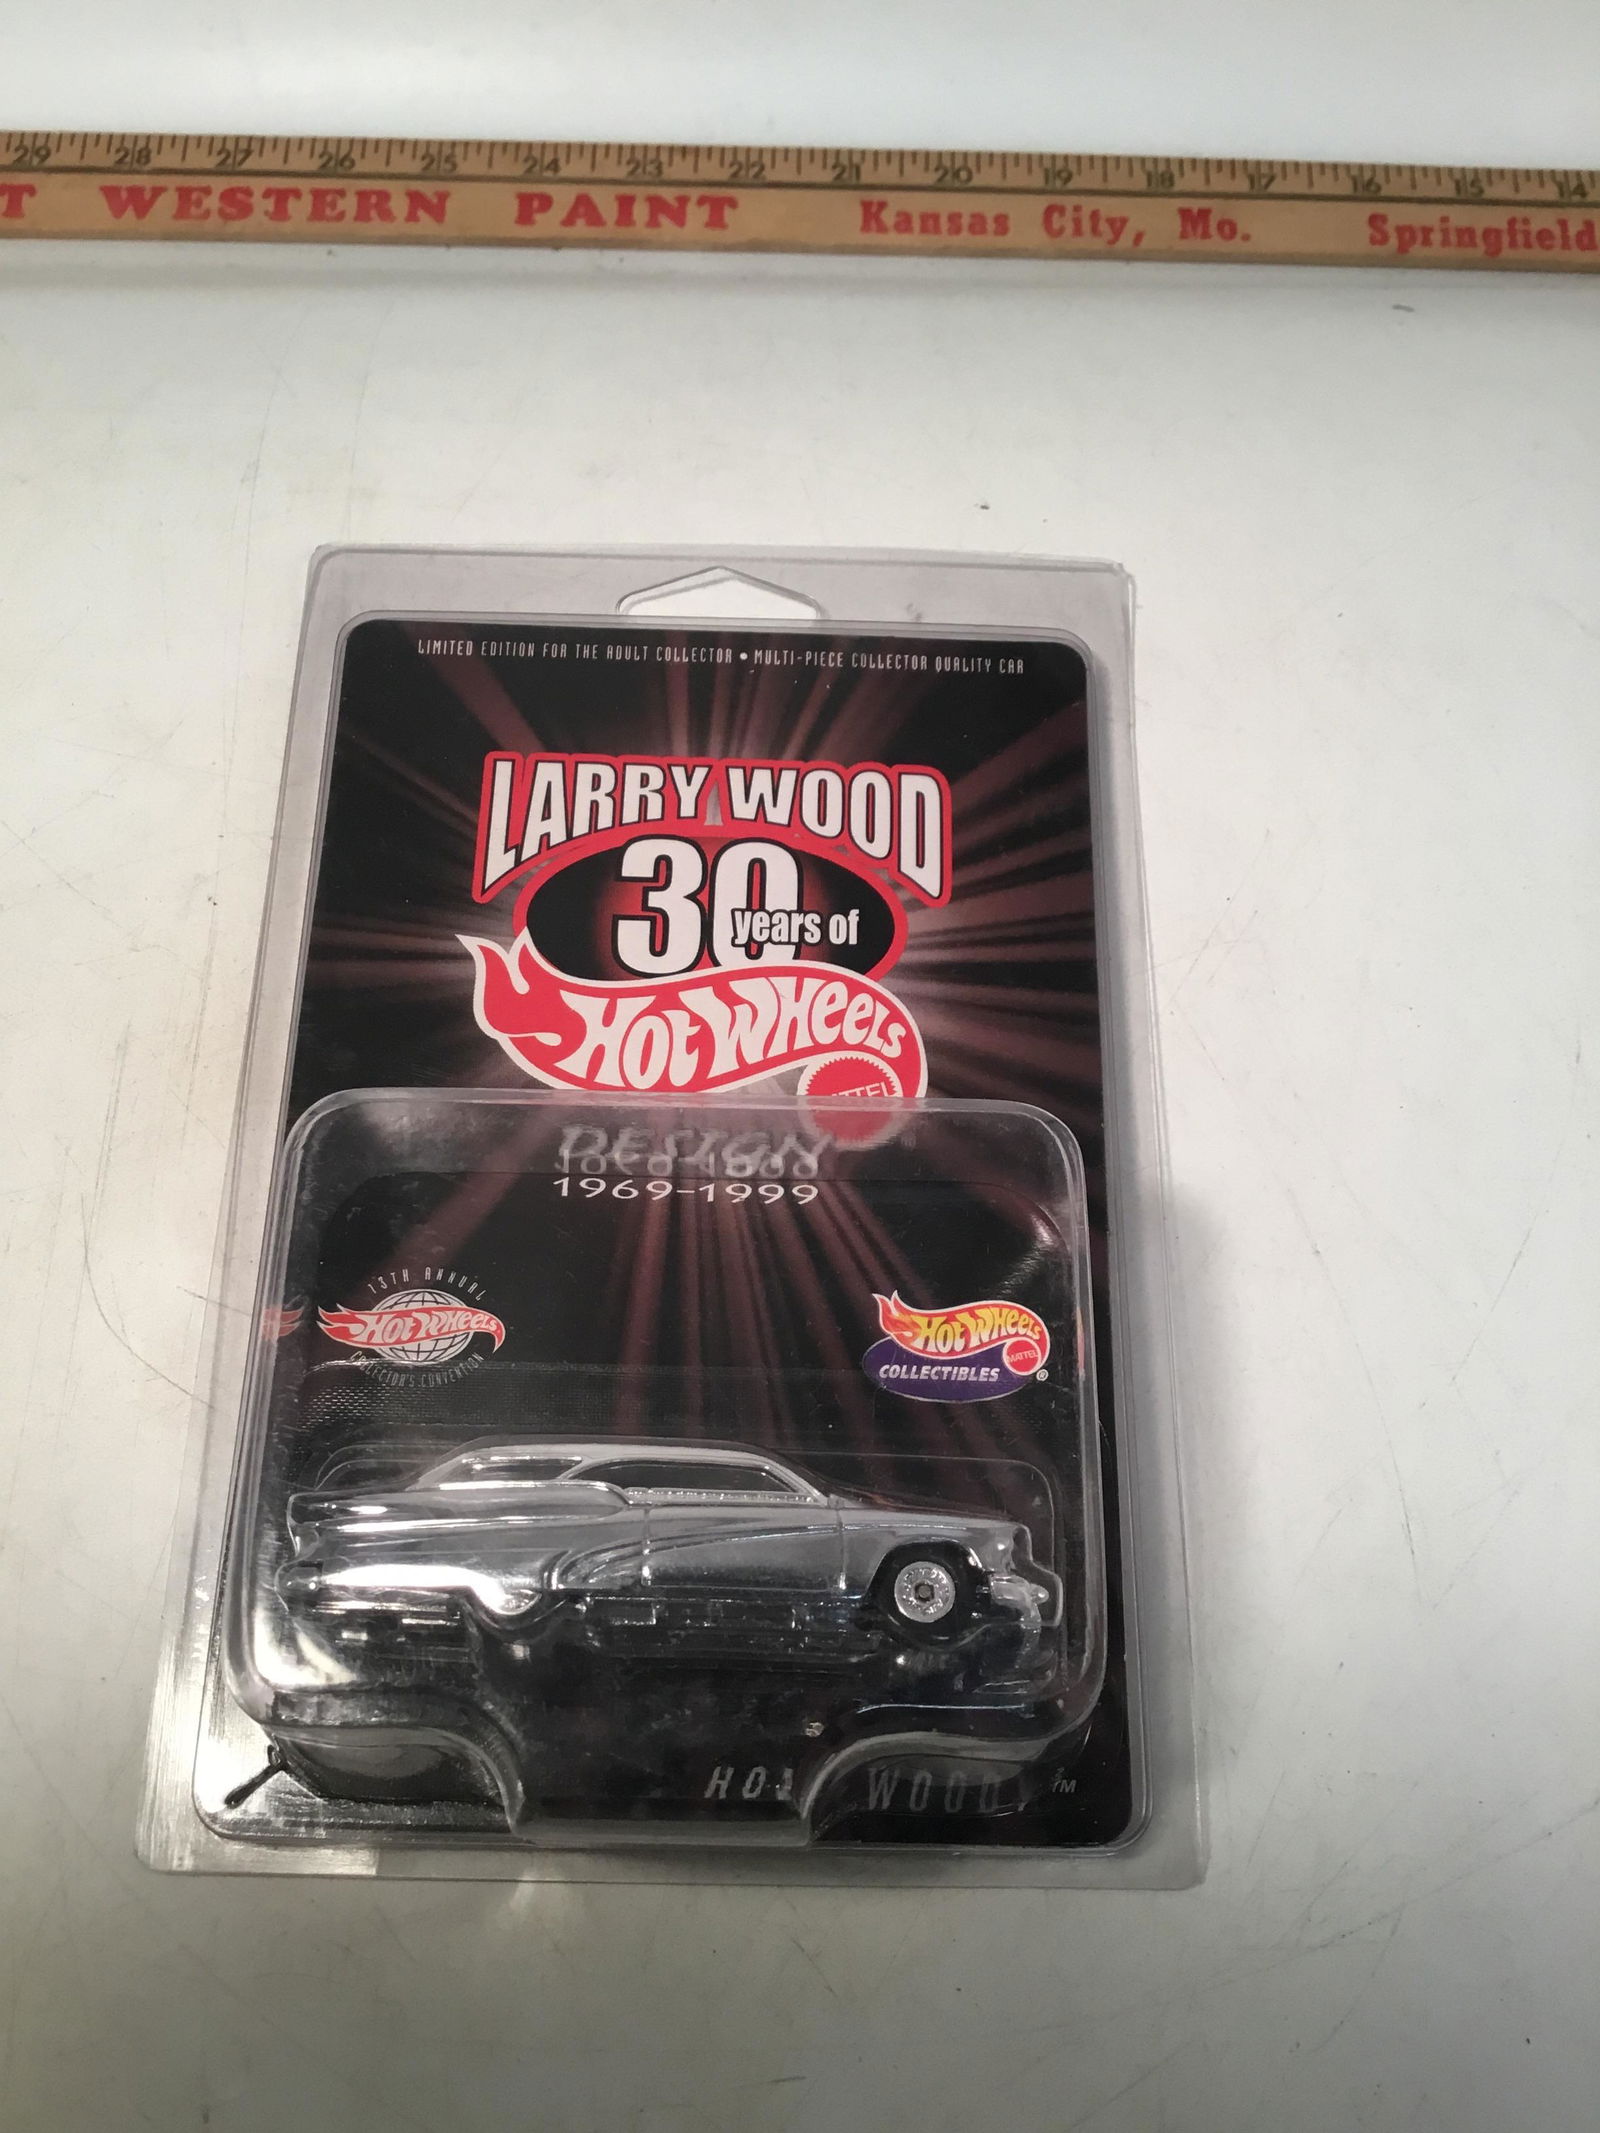 29 28 27 26 25 24 23 22 21 20 19 18 17 16 15 14
T WESTERN PAINT Kansas City, Mo. Springfield
LIMITED EDITION FOR THE ADULT COLLECTOR • MULTI-PIECE COLLECTOR QUALITY CAR
LARRY WOOD
30
years of
Hot Wheels
MATTEL
DESIGN
1969-1999
13TH ANNUAL
Hot Wheels
COLLECTOR'S CONVENTION
Hot Wheels
MATTEL
COLLECTIBLES
®
WOODY TM